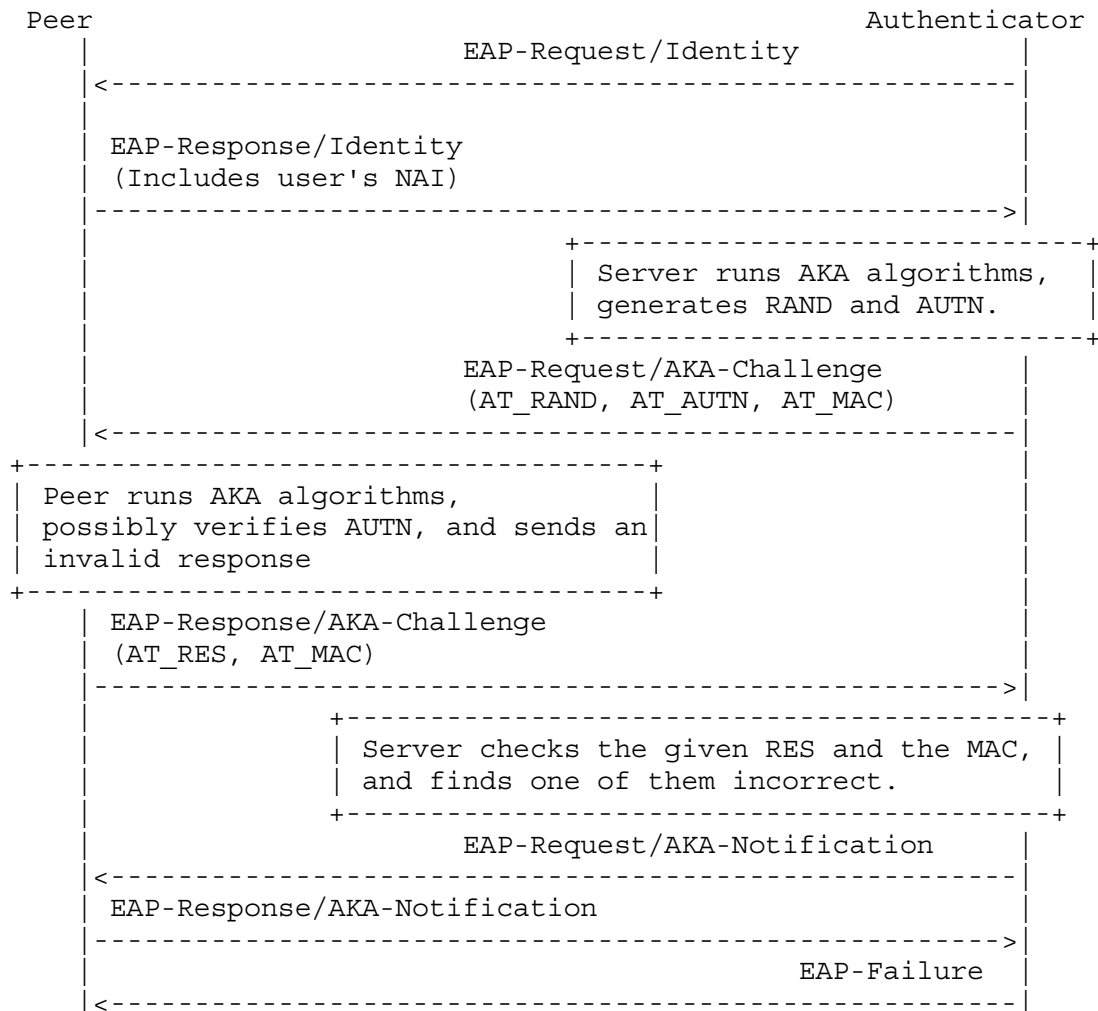 Peer Authenticator
EAP-Request/Identity
EAP-Response/Identity
(Includes user's NAI)
Server runs AKA algorithms,
generates RAND and AUTN.
EAP-Request/AKA-Challenge
(AT_RAND, AT_AUTN, AT_MAC)
Peer runs AKA algorithms,
possibly verifies AUTN, and sends an
invalid response
EAP-Response/AKA-Challenge
(AT_RES, AT_MAC)
Server checks the given RES and the MAC,
and finds one of them incorrect.
EAP-Request/AKA-Notification
EAP-Response/AKA-Notification
EAP-Failure